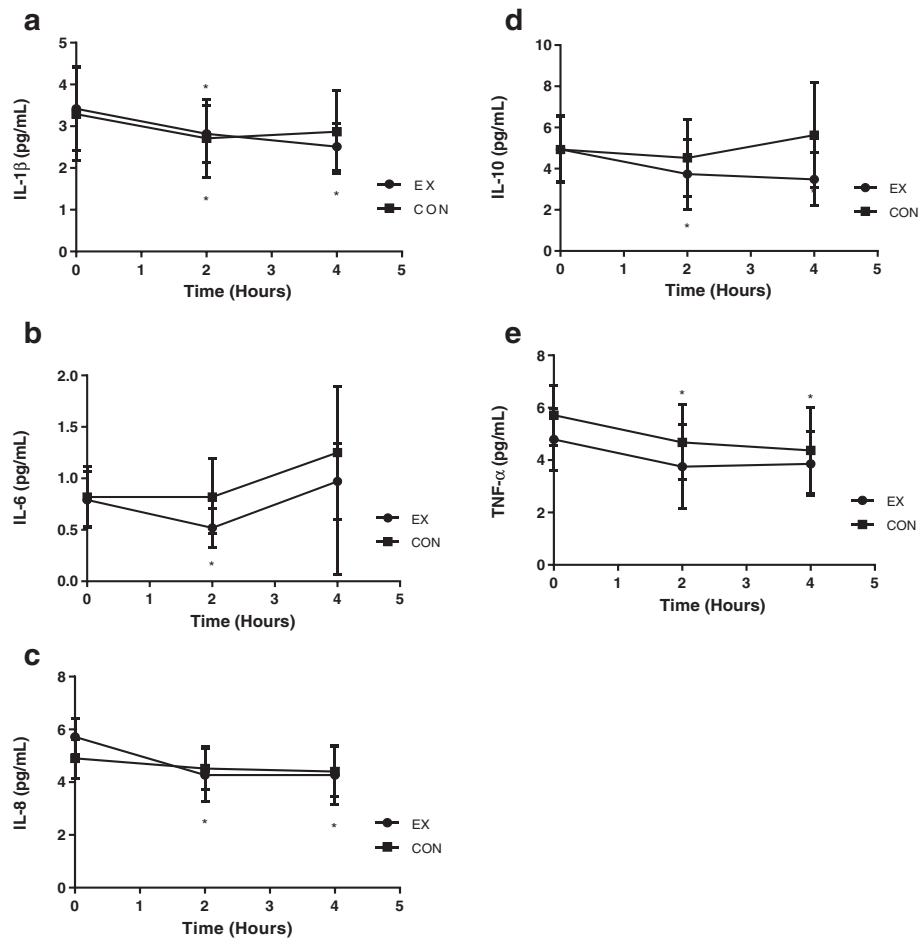 a
IL-1β (pg/mL)
5
4
3
2
1
0
*
*
*
0 1 2 3 4 5
Time (Hours)
EX
CON
b
IL-6 (pg/mL)
2.0
1.5
1.0
0.5
0.0
*
0 1 2 3 4 5
Time (Hours)
EX
CON
c
IL-8 (pg/mL)
8
6
4
2
0
*
*
0 1 2 3 4 5
Time (Hours)
EX
CON
d
IL-10 (pg/mL)
10
8
6
4
2
0
*
0 1 2 3 4 5
Time (Hours)
EX
CON
e
TNF-α (pg/mL)
8
6
4
2
0
*
*
0 1 2 3 4 5
Time (Hours)
EX
CON